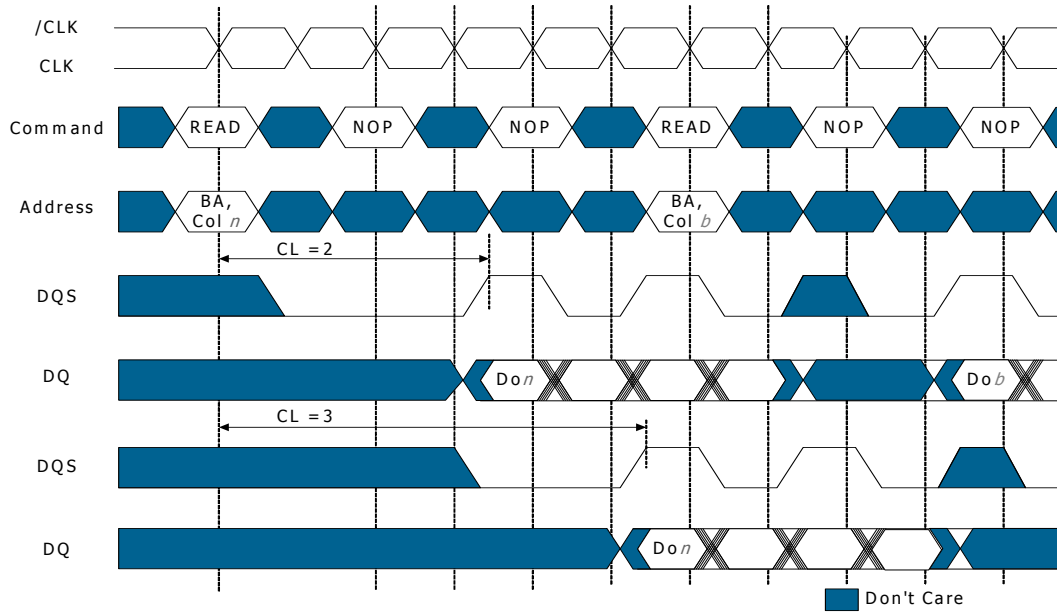 /CLK
CLK
Command
READ
NOP
NOP
READ
NOP
NOP
Address
BA,
Col n
BA,
Col b
CL = 2
DQS
DQ
Do n
Do b
CL = 3
DQS
DQ
Do n
Don't Care